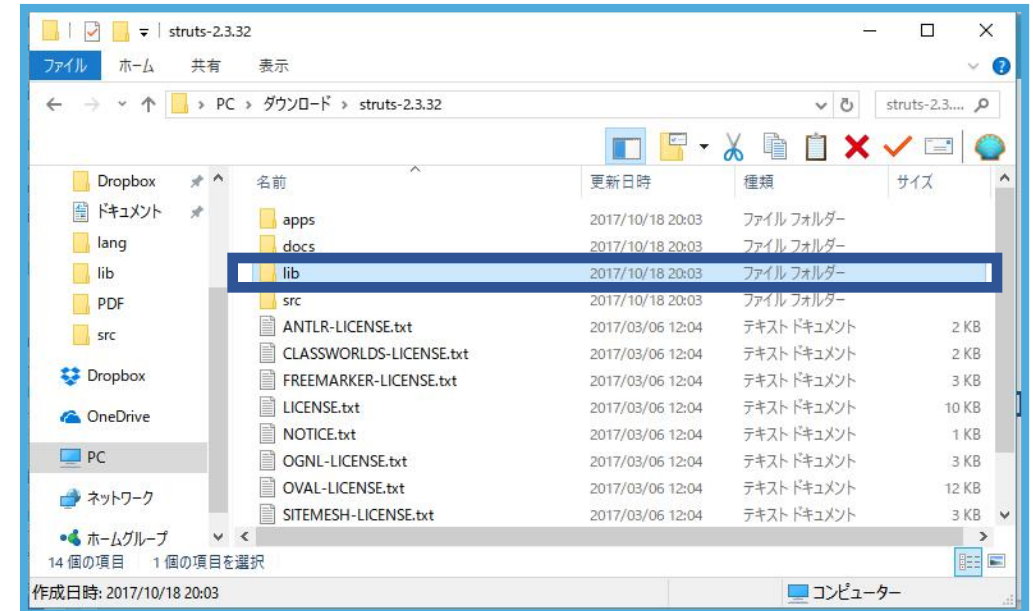 struts-2.3.32
ファイル ホーム 共有 表示
PC ダウンロード struts-2.3.32 struts-2.3....
名前 更新日時 種類 サイズ
Dropbox
ドキュメント
lang
lib
PDF
src
Dropbox
OneDrive
PC
ネットワーク
ホームグループ
apps 2017/10/18 20:03 ファイル フォルダー
docs 2017/10/18 20:03 ファイル フォルダー
lib 2017/10/18 20:03 ファイル フォルダー
src 2017/10/18 20:03 ファイル フォルダー
ANTLR-LICENSE.txt 2017/03/06 12:04 テキスト ドキュメント 2 KB
CLASSWORLDS-LICENSE.txt 2017/03/06 12:04 テキスト ドキュメント 2 KB
FREEMARKER-LICENSE.txt 2017/03/06 12:04 テキスト ドキュメント 3 KB
LICENSE.txt 2017/03/06 12:04 テキスト ドキュメント 10 KB
NOTICE.txt 2017/03/06 12:04 テキスト ドキュメント 1 KB
OGNL-LICENSE.txt 2017/03/06 12:04 テキスト ドキュメント 3 KB
OVAL-LICENSE.txt 2017/03/06 12:04 テキスト ドキュメント 12 KB
SITEMESH-LICENSE.txt 2017/03/06 12:04 テキスト ドキュメント 3 KB
14 個の項目 1 個の項目を選択
作成日時: 2017/10/18 20:03 コンピューター